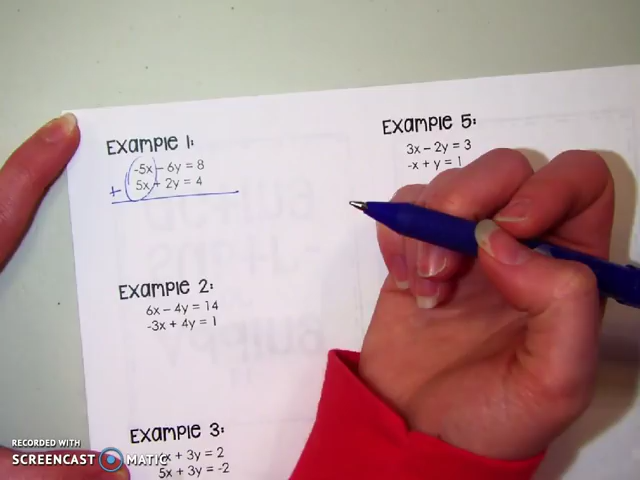 Example 1:
-5x - 6y = 8
+ 5x + 2y = 4
Example 2:
6x - 4y = 14
-3x + 4y = 1
Example 3:
x + 3y = 2
5x + 3y = -2
Example 5:
3x - 2y = 3
-x + y = 1
RECORDED WITH
SCREENCAST-O-MATIC